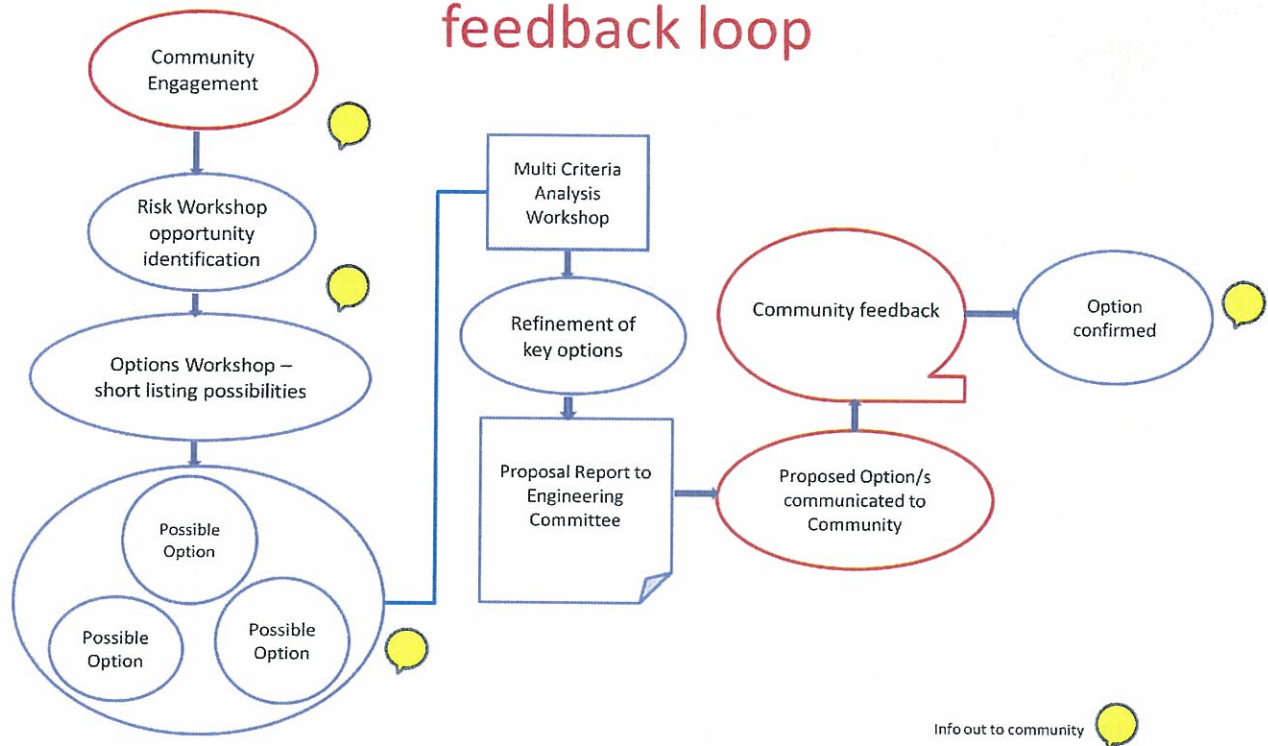 feedback loop
Community
Engagement
Risk Workshop
opportunity
identification
Options Workshop –
short listing possibilities
Possible
Option
Possible
Option
Possible
Option
Multi Criteria
Analysis
Workshop
Refinement of
key options
Proposal Report to
Engineering
Committee
Proposed Option/s
communicated to
Community
Community feedback
Option
confirmed
Info out to community